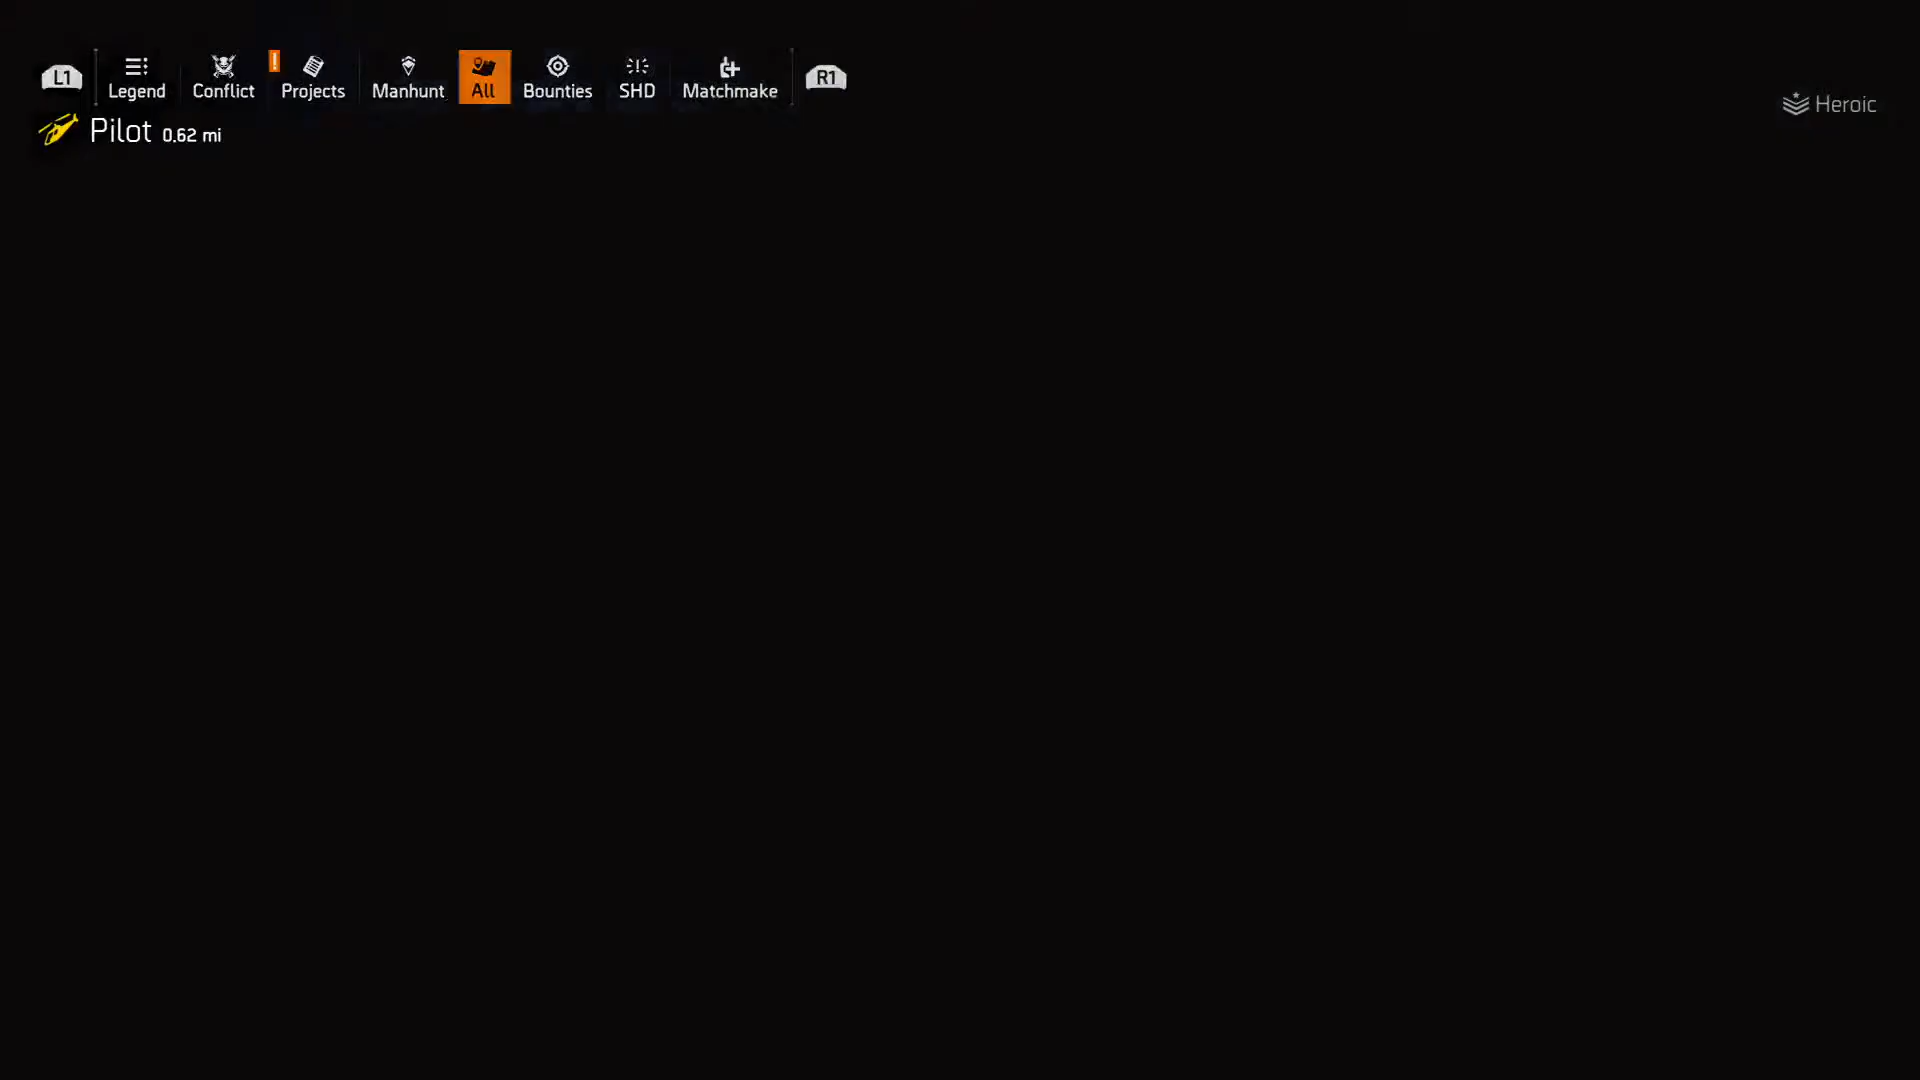 L1 Legend Conflict ! Projects Manhunt All Bounties SHD Matchmake R1
Heroic
Pilot 0.62 mi